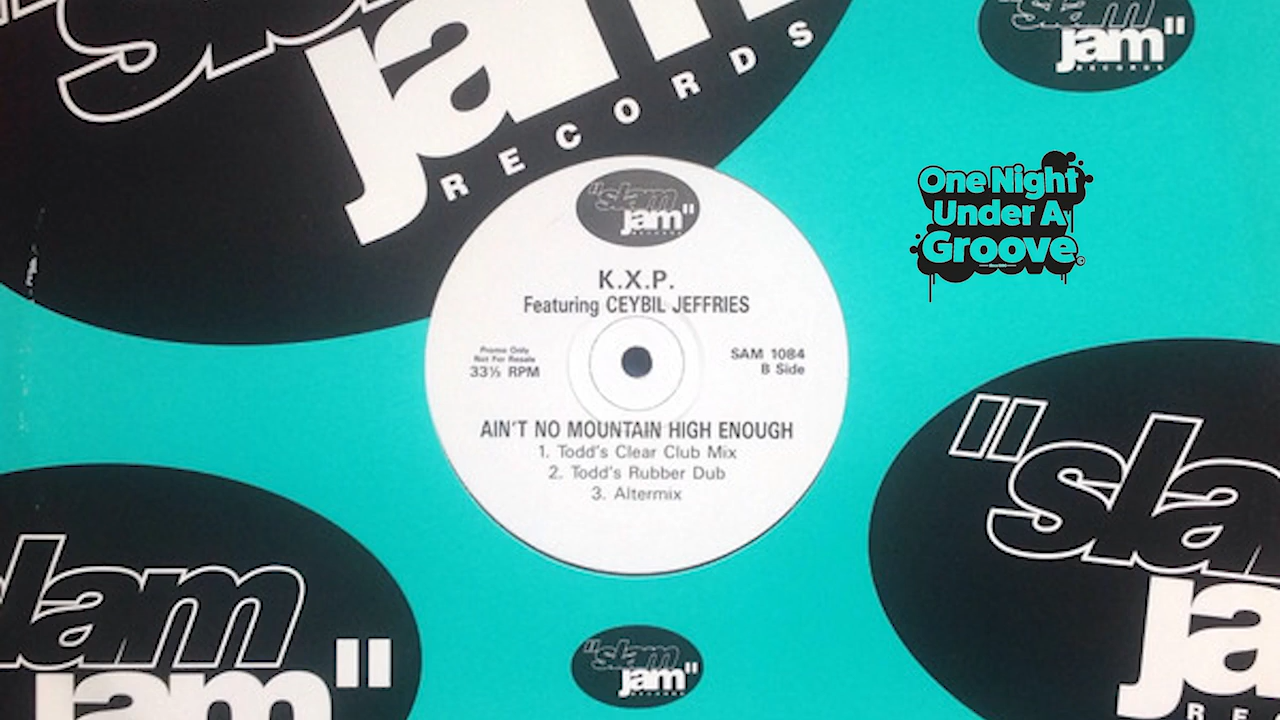 "slam
jam
RECORDS
"slam
jam"
RECORDS
One Night
Under A
Groove
"slam
jam"
RECORDS
K.X.P.
Featuring CEYBIL JEFFRIES
Promo Only
Not For Resale
33⅓ RPM
SAM 1084
B Side
AIN'T NO MOUNTAIN HIGH ENOUGH
1. Todd's Clear Club Mix
2. Todd's Rubber Dub
3. Altermix
"sla
ja
RE
slam
jam"
"slam
jam"
RECORDS